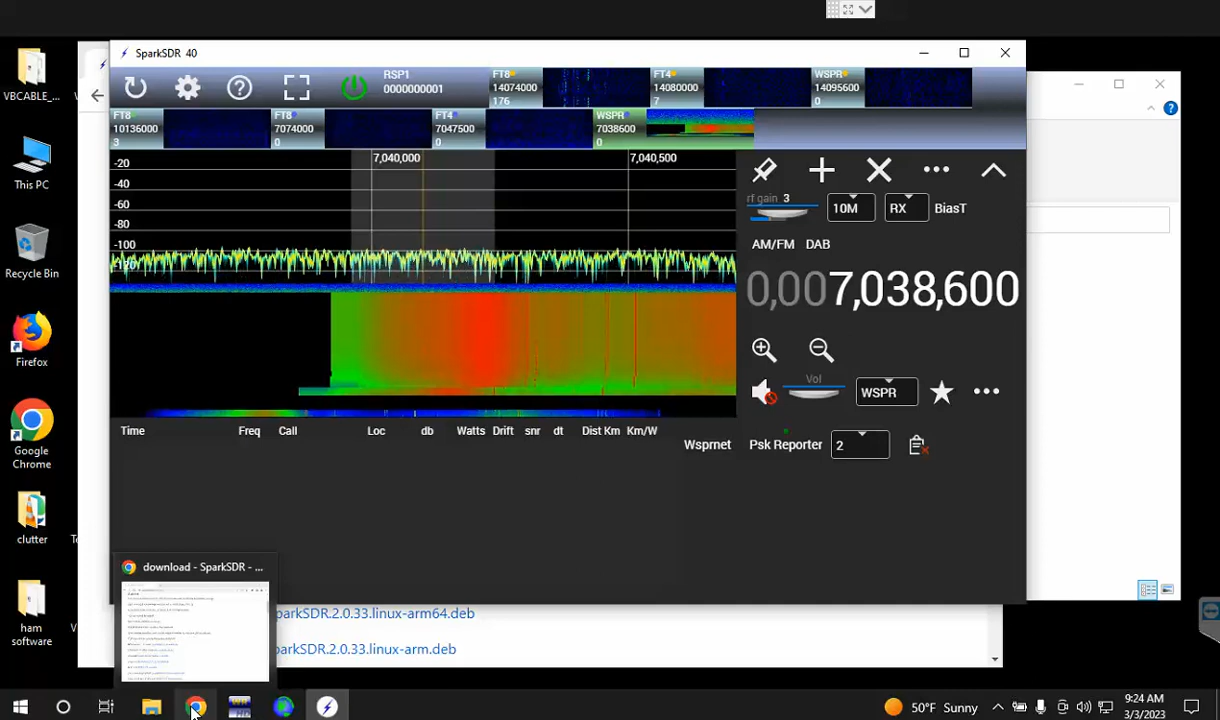 SparkSDR 40
RSP1
0000000001
FT8
14074000
176
FT4
14080000
7
WSPR
14095600
0
FT8
10136000
3
FT8
7074000
0
FT4
7047500
0
WSPR
7038600
0
7,040,000
7,040,500
-20
-40
-60
-80
-100
-120
rf gain 3
10M
RX
BiasT
AM/FM DAB
0,007,038,600
Vol
WSPR
Time Freq Call Loc db Watts Drift snr dt Dist Km Km/W
Wsprnet Psk Reporter 2
VBCABLE_...
This PC
Recycle Bin
Firefox
Google
Chrome
clutter
ham
software
download - SparkSDR - ...
parkSDR.2.0.33.linux-arm64.deb
parkSDR.2.0.33.linux-arm.deb
50°F Sunny
9:24 AM
3/3/2023